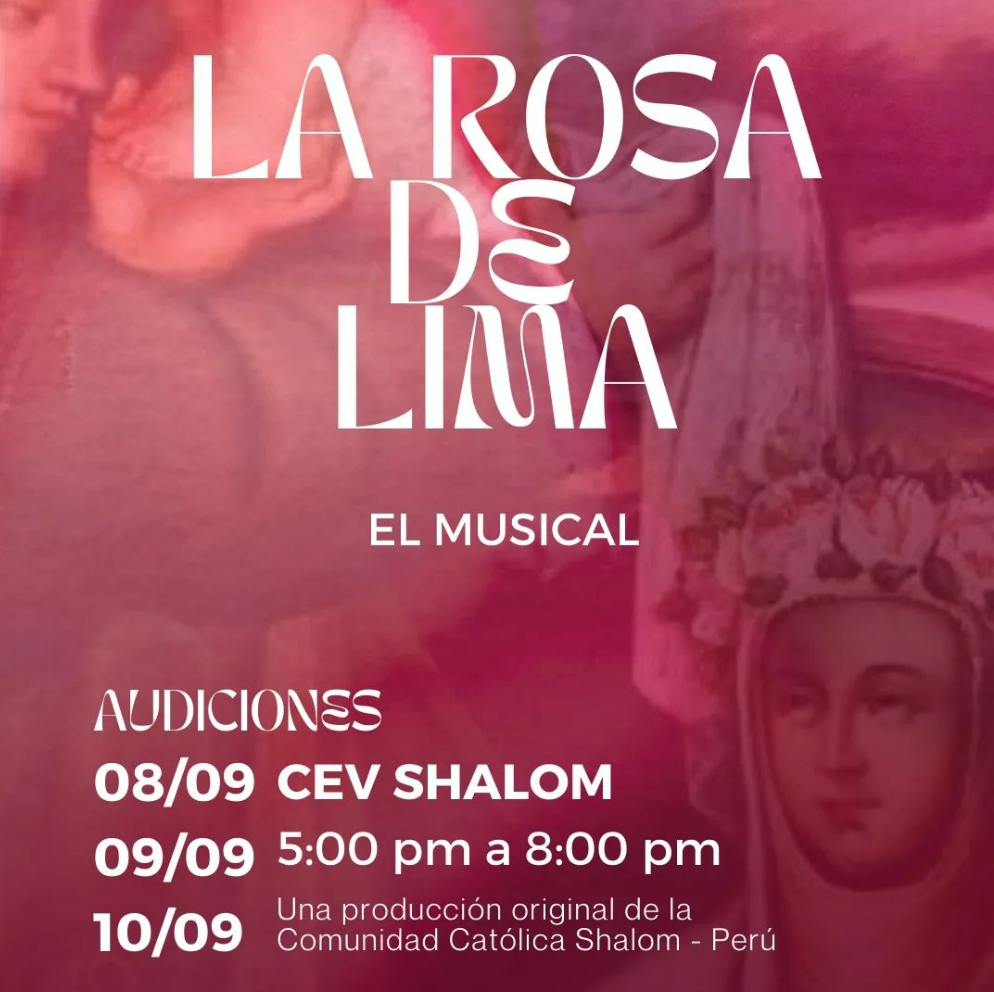 LA ROSA
DE
LIMA
EL MUSICAL
AUDICIONES
08/09 CEV SHALOM
09/09 5:00 pm a 8:00 pm
10/09 Una producción original de la
Comunidad Católica Shalom - Perú